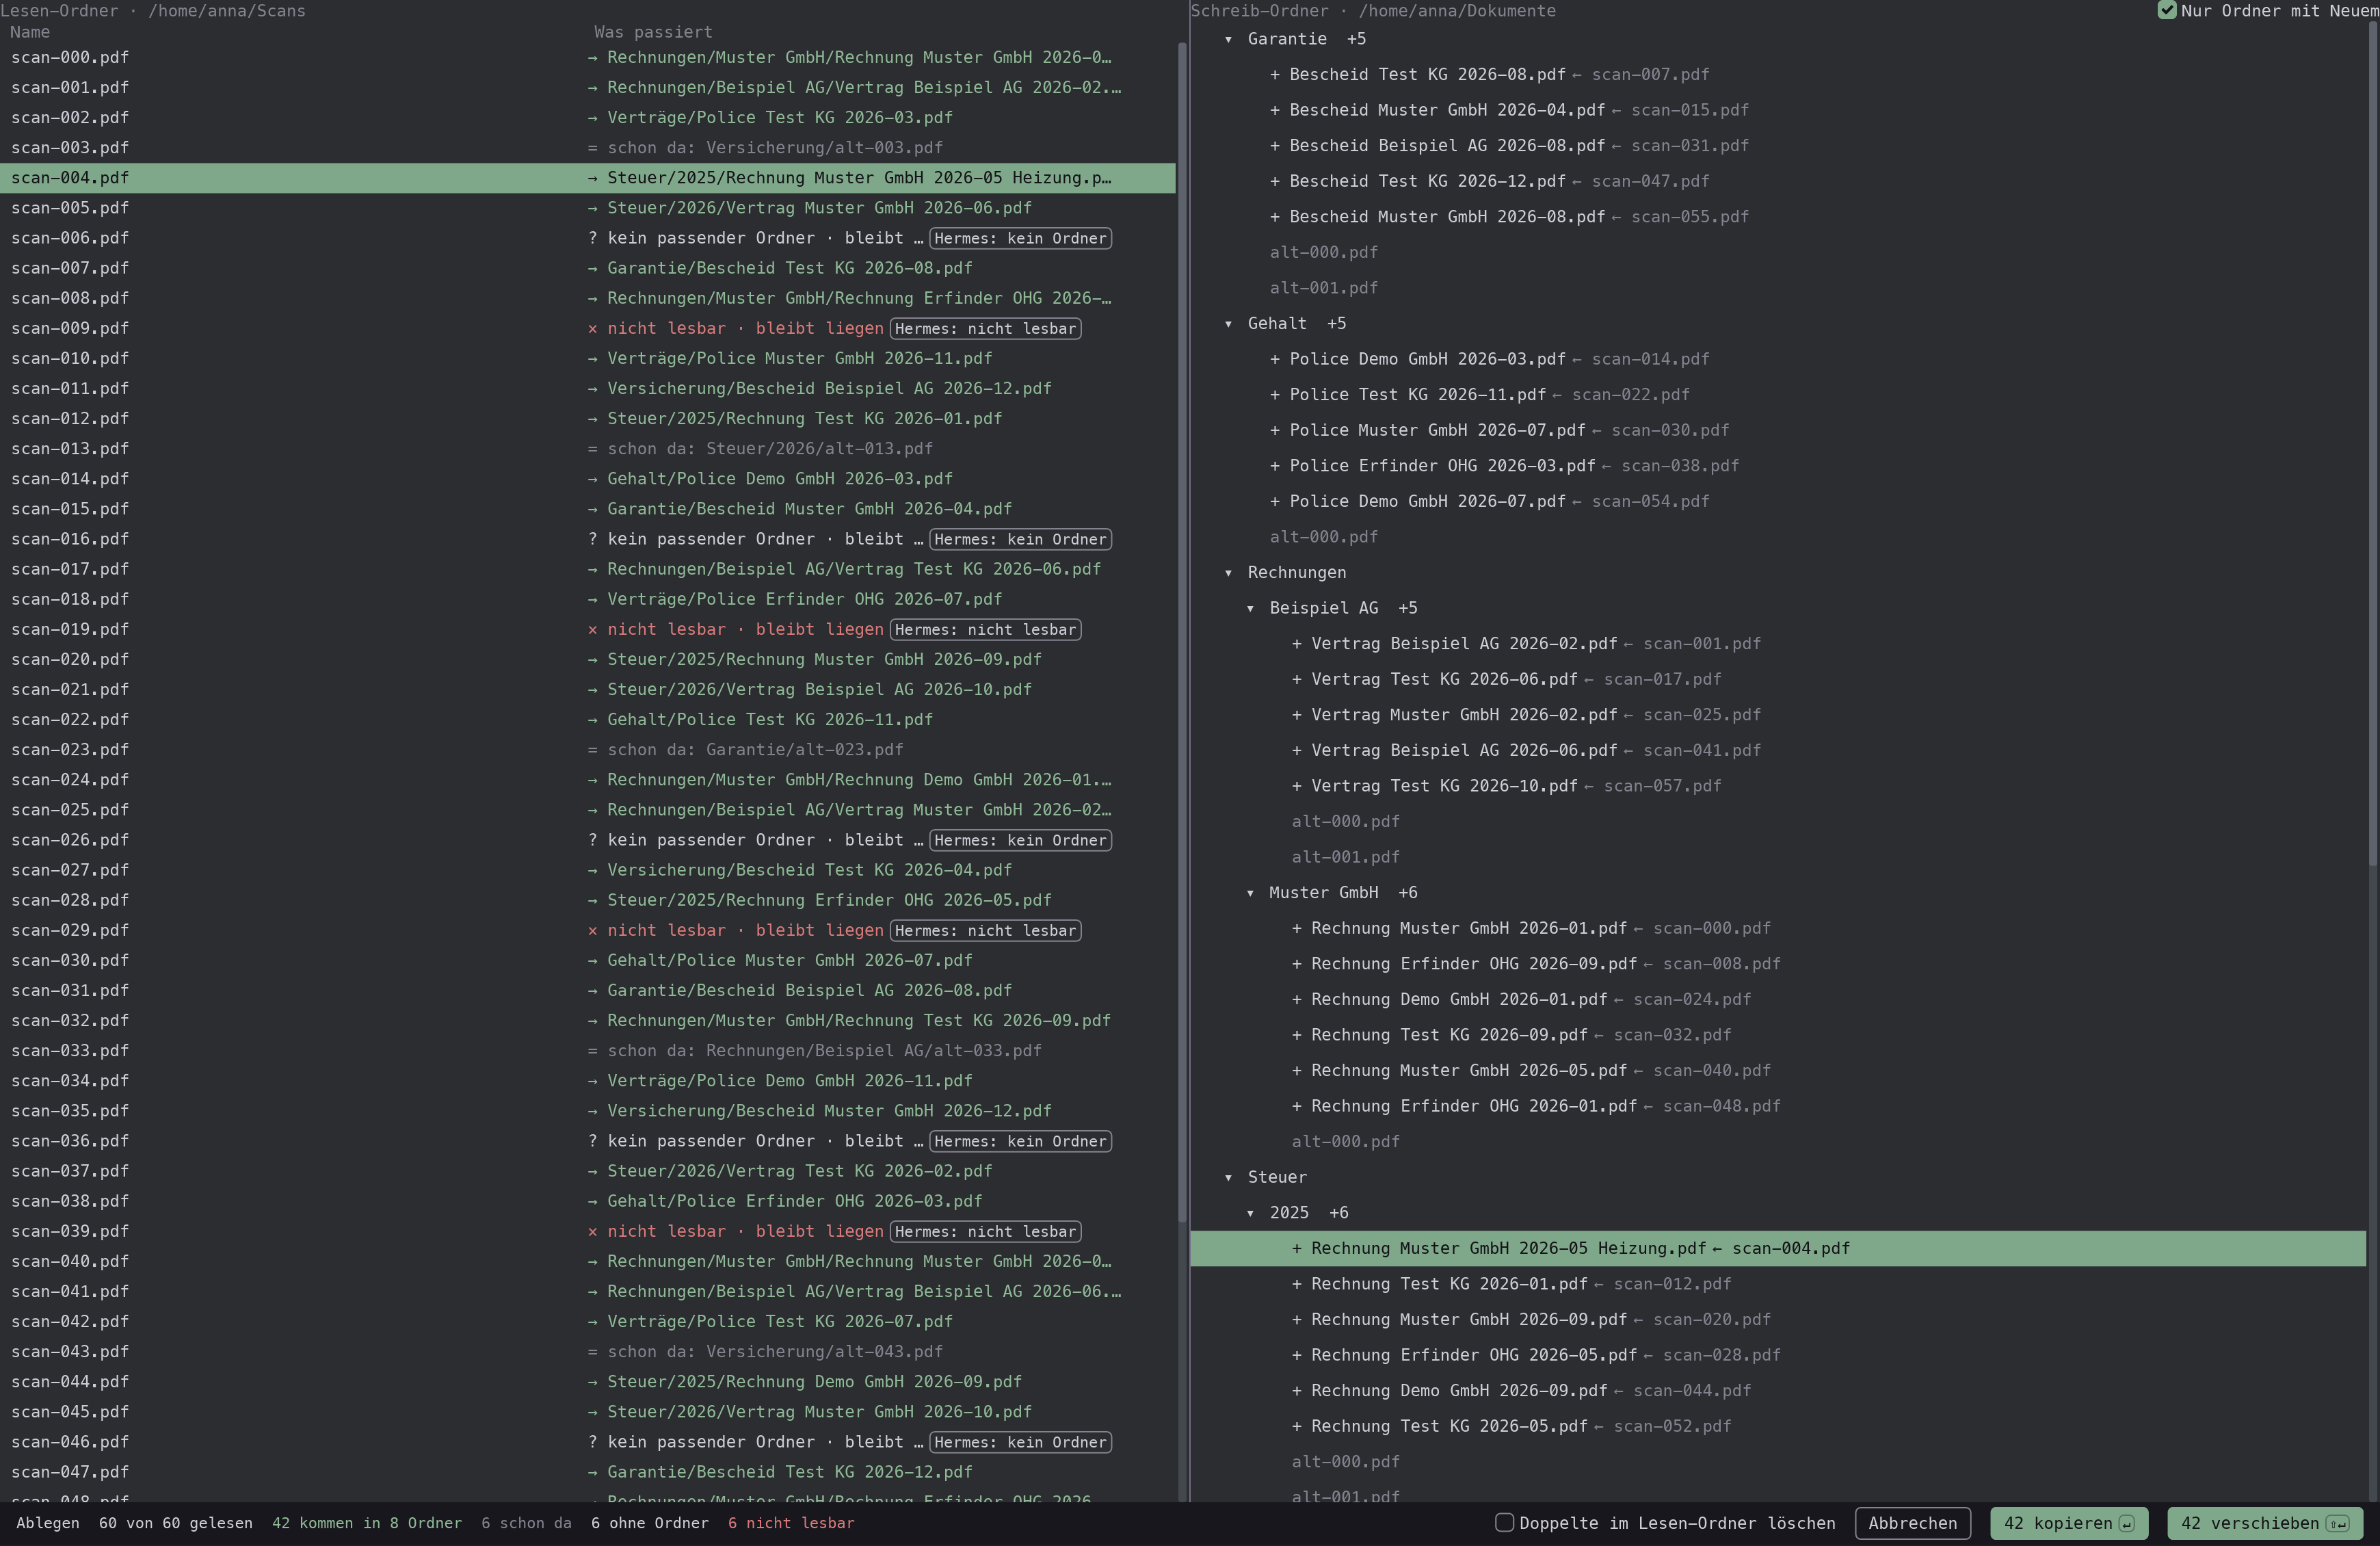 Lesen-Ordner · /home/anna/Scans
Name Was passiert
scan-000.pdf → Rechnungen/Muster GmbH/Rechnung Muster GmbH 2026-0…
scan-001.pdf → Rechnungen/Beispiel AG/Vertrag Beispiel AG 2026-02.…
scan-002.pdf → Verträge/Police Test KG 2026-03.pdf
scan-003.pdf = schon da: Versicherung/alt-003.pdf
scan-004.pdf → Steuer/2025/Rechnung Muster GmbH 2026-05 Heizung.p…
scan-005.pdf → Steuer/2026/Vertrag Muster GmbH 2026-06.pdf
scan-006.pdf ? kein passender Ordner · bleibt … Hermes: kein Ordner
scan-007.pdf → Garantie/Bescheid Test KG 2026-08.pdf
scan-008.pdf → Rechnungen/Muster GmbH/Rechnung Erfinder OHG 2026-…
scan-009.pdf × nicht lesbar · bleibt liegen Hermes: nicht lesbar
scan-010.pdf → Verträge/Police Muster GmbH 2026-11.pdf
scan-011.pdf → Versicherung/Bescheid Beispiel AG 2026-12.pdf
scan-012.pdf → Steuer/2025/Rechnung Test KG 2026-01.pdf
scan-013.pdf = schon da: Steuer/2026/alt-013.pdf
scan-014.pdf → Gehalt/Police Demo GmbH 2026-03.pdf
scan-015.pdf → Garantie/Bescheid Muster GmbH 2026-04.pdf
scan-016.pdf ? kein passender Ordner · bleibt … Hermes: kein Ordner
scan-017.pdf → Rechnungen/Beispiel AG/Vertrag Test KG 2026-06.pdf
scan-018.pdf → Verträge/Police Erfinder OHG 2026-07.pdf
scan-019.pdf × nicht lesbar · bleibt liegen Hermes: nicht lesbar
scan-020.pdf → Steuer/2025/Rechnung Muster GmbH 2026-09.pdf
scan-021.pdf → Steuer/2026/Vertrag Beispiel AG 2026-10.pdf
scan-022.pdf → Gehalt/Police Test KG 2026-11.pdf
scan-023.pdf = schon da: Garantie/alt-023.pdf
scan-024.pdf → Rechnungen/Muster GmbH/Rechnung Demo GmbH 2026-01.…
scan-025.pdf → Rechnungen/Beispiel AG/Vertrag Muster GmbH 2026-02…
scan-026.pdf ? kein passender Ordner · bleibt … Hermes: kein Ordner
scan-027.pdf → Versicherung/Bescheid Test KG 2026-04.pdf
scan-028.pdf → Steuer/2025/Rechnung Erfinder OHG 2026-05.pdf
scan-029.pdf × nicht lesbar · bleibt liegen Hermes: nicht lesbar
scan-030.pdf → Gehalt/Police Muster GmbH 2026-07.pdf
scan-031.pdf → Garantie/Bescheid Beispiel AG 2026-08.pdf
scan-032.pdf → Rechnungen/Muster GmbH/Rechnung Test KG 2026-09.pdf
scan-033.pdf = schon da: Rechnungen/Beispiel AG/alt-033.pdf
scan-034.pdf → Verträge/Police Demo GmbH 2026-11.pdf
scan-035.pdf → Versicherung/Bescheid Muster GmbH 2026-12.pdf
scan-036.pdf ? kein passender Ordner · bleibt … Hermes: kein Ordner
scan-037.pdf → Steuer/2026/Vertrag Test KG 2026-02.pdf
scan-038.pdf → Gehalt/Police Erfinder OHG 2026-03.pdf
scan-039.pdf × nicht lesbar · bleibt liegen Hermes: nicht lesbar
scan-040.pdf → Rechnungen/Muster GmbH/Rechnung Muster GmbH 2026-0…
scan-041.pdf → Rechnungen/Beispiel AG/Vertrag Beispiel AG 2026-06.…
scan-042.pdf → Verträge/Police Test KG 2026-07.pdf
scan-043.pdf = schon da: Versicherung/alt-043.pdf
scan-044.pdf → Steuer/2025/Rechnung Demo GmbH 2026-09.pdf
scan-045.pdf → Steuer/2026/Vertrag Muster GmbH 2026-10.pdf
scan-046.pdf ? kein passender Ordner · bleibt … Hermes: kein Ordner
scan-047.pdf → Garantie/Bescheid Test KG 2026-12.pdf
scan-048.pdf → Rechnungen/Muster GmbH/Rechnung Erfinder OHG 2026
Schreib-Ordner · /home/anna/Dokumente Nur Ordner mit Neuem
▾ Garantie +5
+ Bescheid Test KG 2026-08.pdf ← scan-007.pdf
+ Bescheid Muster GmbH 2026-04.pdf ← scan-015.pdf
+ Bescheid Beispiel AG 2026-08.pdf ← scan-031.pdf
+ Bescheid Test KG 2026-12.pdf ← scan-047.pdf
+ Bescheid Muster GmbH 2026-08.pdf ← scan-055.pdf
alt-000.pdf
alt-001.pdf
▾ Gehalt +5
+ Police Demo GmbH 2026-03.pdf ← scan-014.pdf
+ Police Test KG 2026-11.pdf ← scan-022.pdf
+ Police Muster GmbH 2026-07.pdf ← scan-030.pdf
+ Police Erfinder OHG 2026-03.pdf ← scan-038.pdf
+ Police Demo GmbH 2026-07.pdf ← scan-054.pdf
alt-000.pdf
▾ Rechnungen
▾ Beispiel AG +5
+ Vertrag Beispiel AG 2026-02.pdf ← scan-001.pdf
+ Vertrag Test KG 2026-06.pdf ← scan-017.pdf
+ Vertrag Muster GmbH 2026-02.pdf ← scan-025.pdf
+ Vertrag Beispiel AG 2026-06.pdf ← scan-041.pdf
+ Vertrag Test KG 2026-10.pdf ← scan-057.pdf
alt-000.pdf
alt-001.pdf
▾ Muster GmbH +6
+ Rechnung Muster GmbH 2026-01.pdf ← scan-000.pdf
+ Rechnung Erfinder OHG 2026-09.pdf ← scan-008.pdf
+ Rechnung Demo GmbH 2026-01.pdf ← scan-024.pdf
+ Rechnung Test KG 2026-09.pdf ← scan-032.pdf
+ Rechnung Muster GmbH 2026-05.pdf ← scan-040.pdf
+ Rechnung Erfinder OHG 2026-01.pdf ← scan-048.pdf
alt-000.pdf
▾ Steuer
▾ 2025 +6
+ Rechnung Muster GmbH 2026-05 Heizung.pdf ← scan-004.pdf
+ Rechnung Test KG 2026-01.pdf ← scan-012.pdf
+ Rechnung Muster GmbH 2026-09.pdf ← scan-020.pdf
+ Rechnung Erfinder OHG 2026-05.pdf ← scan-028.pdf
+ Rechnung Demo GmbH 2026-09.pdf ← scan-044.pdf
+ Rechnung Test KG 2026-05.pdf ← scan-052.pdf
alt-000.pdf
alt-001.pdf
Ablegen 60 von 60 gelesen 42 kommen in 8 Ordner 6 schon da 6 ohne Ordner 6 nicht lesbar Doppelte im Lesen-Ordner löschen Abbrechen 42 kopieren ↵ 42 verschieben ⇧↵